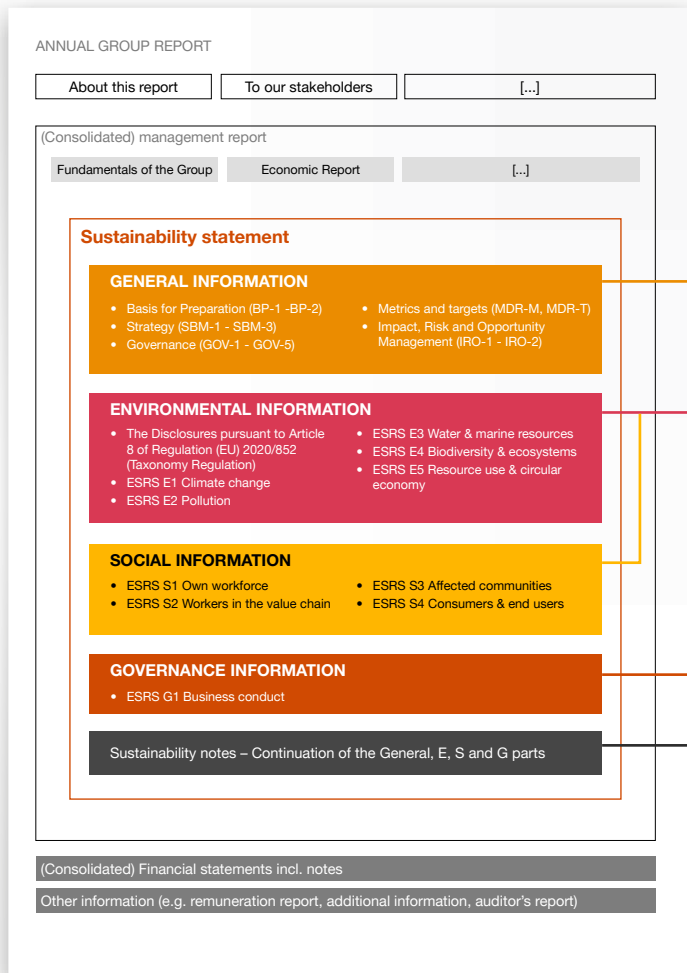 ANNUAL GROUP REPORT
About this report
To our stakeholders
[...]
(Consolidated) management report
Fundamentals of the Group
Economic Report
[...]
Sustainability statement
GENERAL INFORMATION
• Basis for Preparation (BP-1 -BP-2)
• Strategy (SBM-1 - SBM-3)
• Governance (GOV-1 - GOV-5)
• Metrics and targets (MDR-M, MDR-T)
• Impact, Risk and Opportunity
Management (IRO-1 - IRO-2)
ENVIRONMENTAL INFORMATION
• The Disclosures pursuant to Article
8 of Regulation (EU) 2020/852
(Taxonomy Regulation)
• ESRS E1 Climate change
• ESRS E2 Pollution
• ESRS E3 Water & marine resources
• ESRS E4 Biodiversity & ecosystems
• ESRS E5 Resource use & circular
economy
SOCIAL INFORMATION
• ESRS S1 Own workforce
• ESRS S2 Workers in the value chain
• ESRS S3 Affected communities
• ESRS S4 Consumers & end users
GOVERNANCE INFORMATION
• ESRS G1 Business conduct
Sustainability notes – Continuation of the General, E, S and G parts
(Consolidated) Financial statements incl. notes
Other information (e.g. remuneration report, additional information, auditor's report)